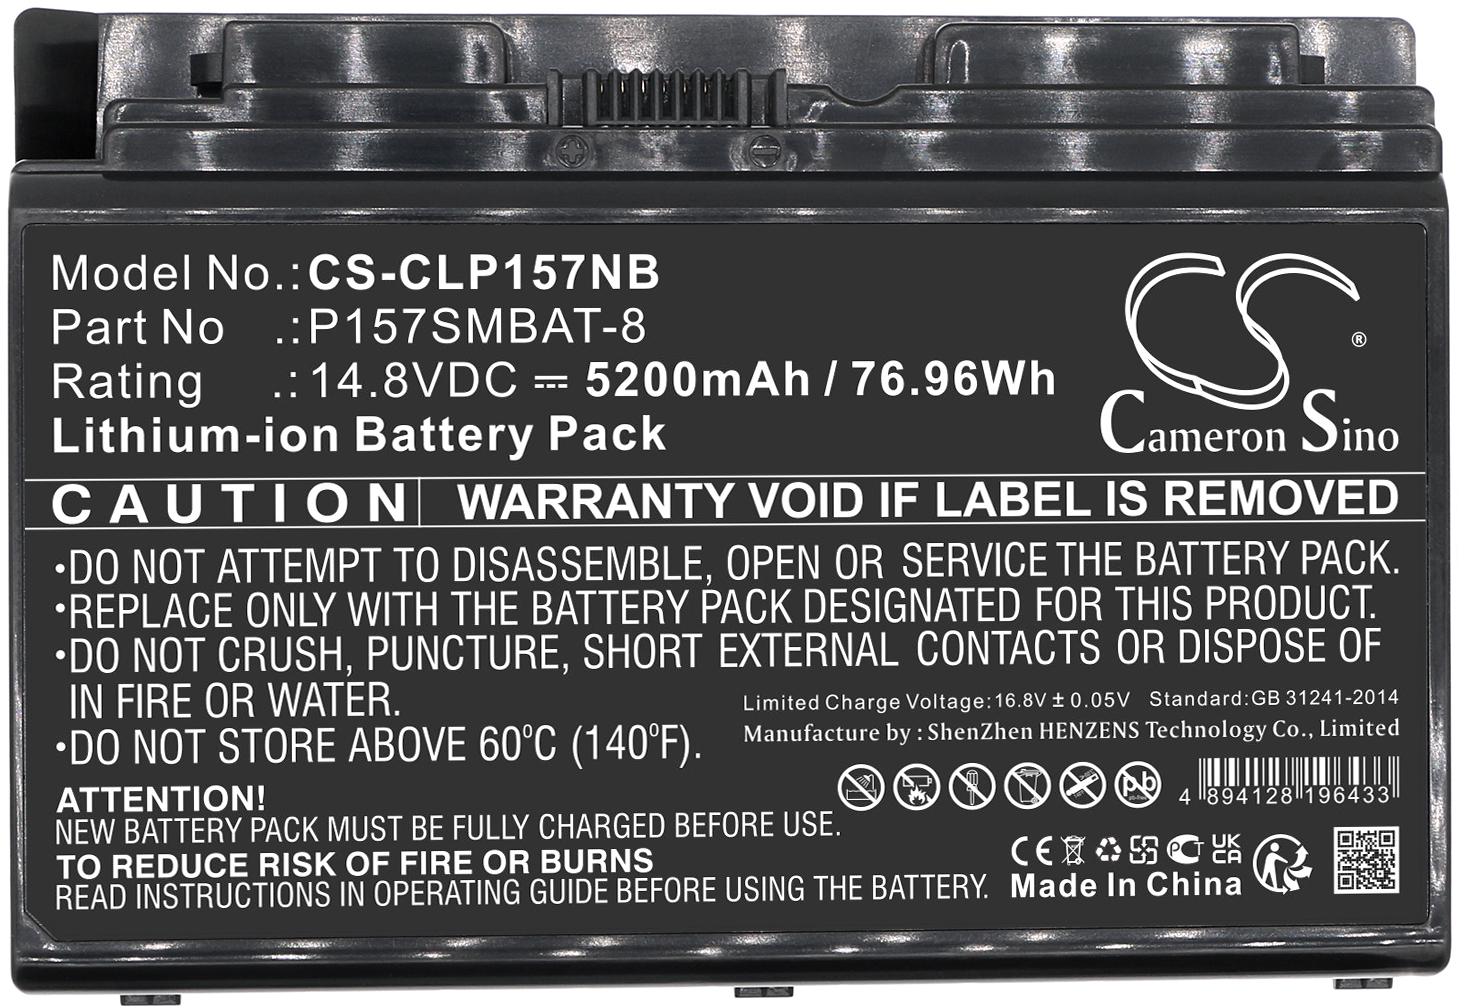 Model No.:CS-CLP157NB
Part No .:P157SMBAT-8
Rating .:14.8VDC ⎓ 5200mAh / 76.96Wh
Lithium-ion Battery Pack
Cameron Sino ®
CAUTION WARRANTY VOID IF LABEL IS REMOVED
•DO NOT ATTEMPT TO DISASSEMBLE, OPEN OR SERVICE THE BATTERY PACK.
•REPLACE ONLY WITH THE BATTERY PACK DESIGNATED FOR THIS PRODUCT.
•DO NOT CRUSH, PUNCTURE, SHORT EXTERNAL CONTACTS OR DISPOSE OF
IN FIRE OR WATER.
•DO NOT STORE ABOVE 60°C (140°F).
Limited Charge Voltage:16.8V ± 0.05V Standard:GB 31241-2014
Manufacture by : ShenZhen HENZENS Technology Co., Limited
ATTENTION!
NEW BATTERY PACK MUST BE FULLY CHARGED BEFORE USE.
TO REDUCE RISK OF FIRE OR BURNS
READ INSTRUCTIONS IN OPERATING GUIDE BEFORE USING THE BATTERY.
pb
4 894128 196433
CE PCT UKCA
Made In China